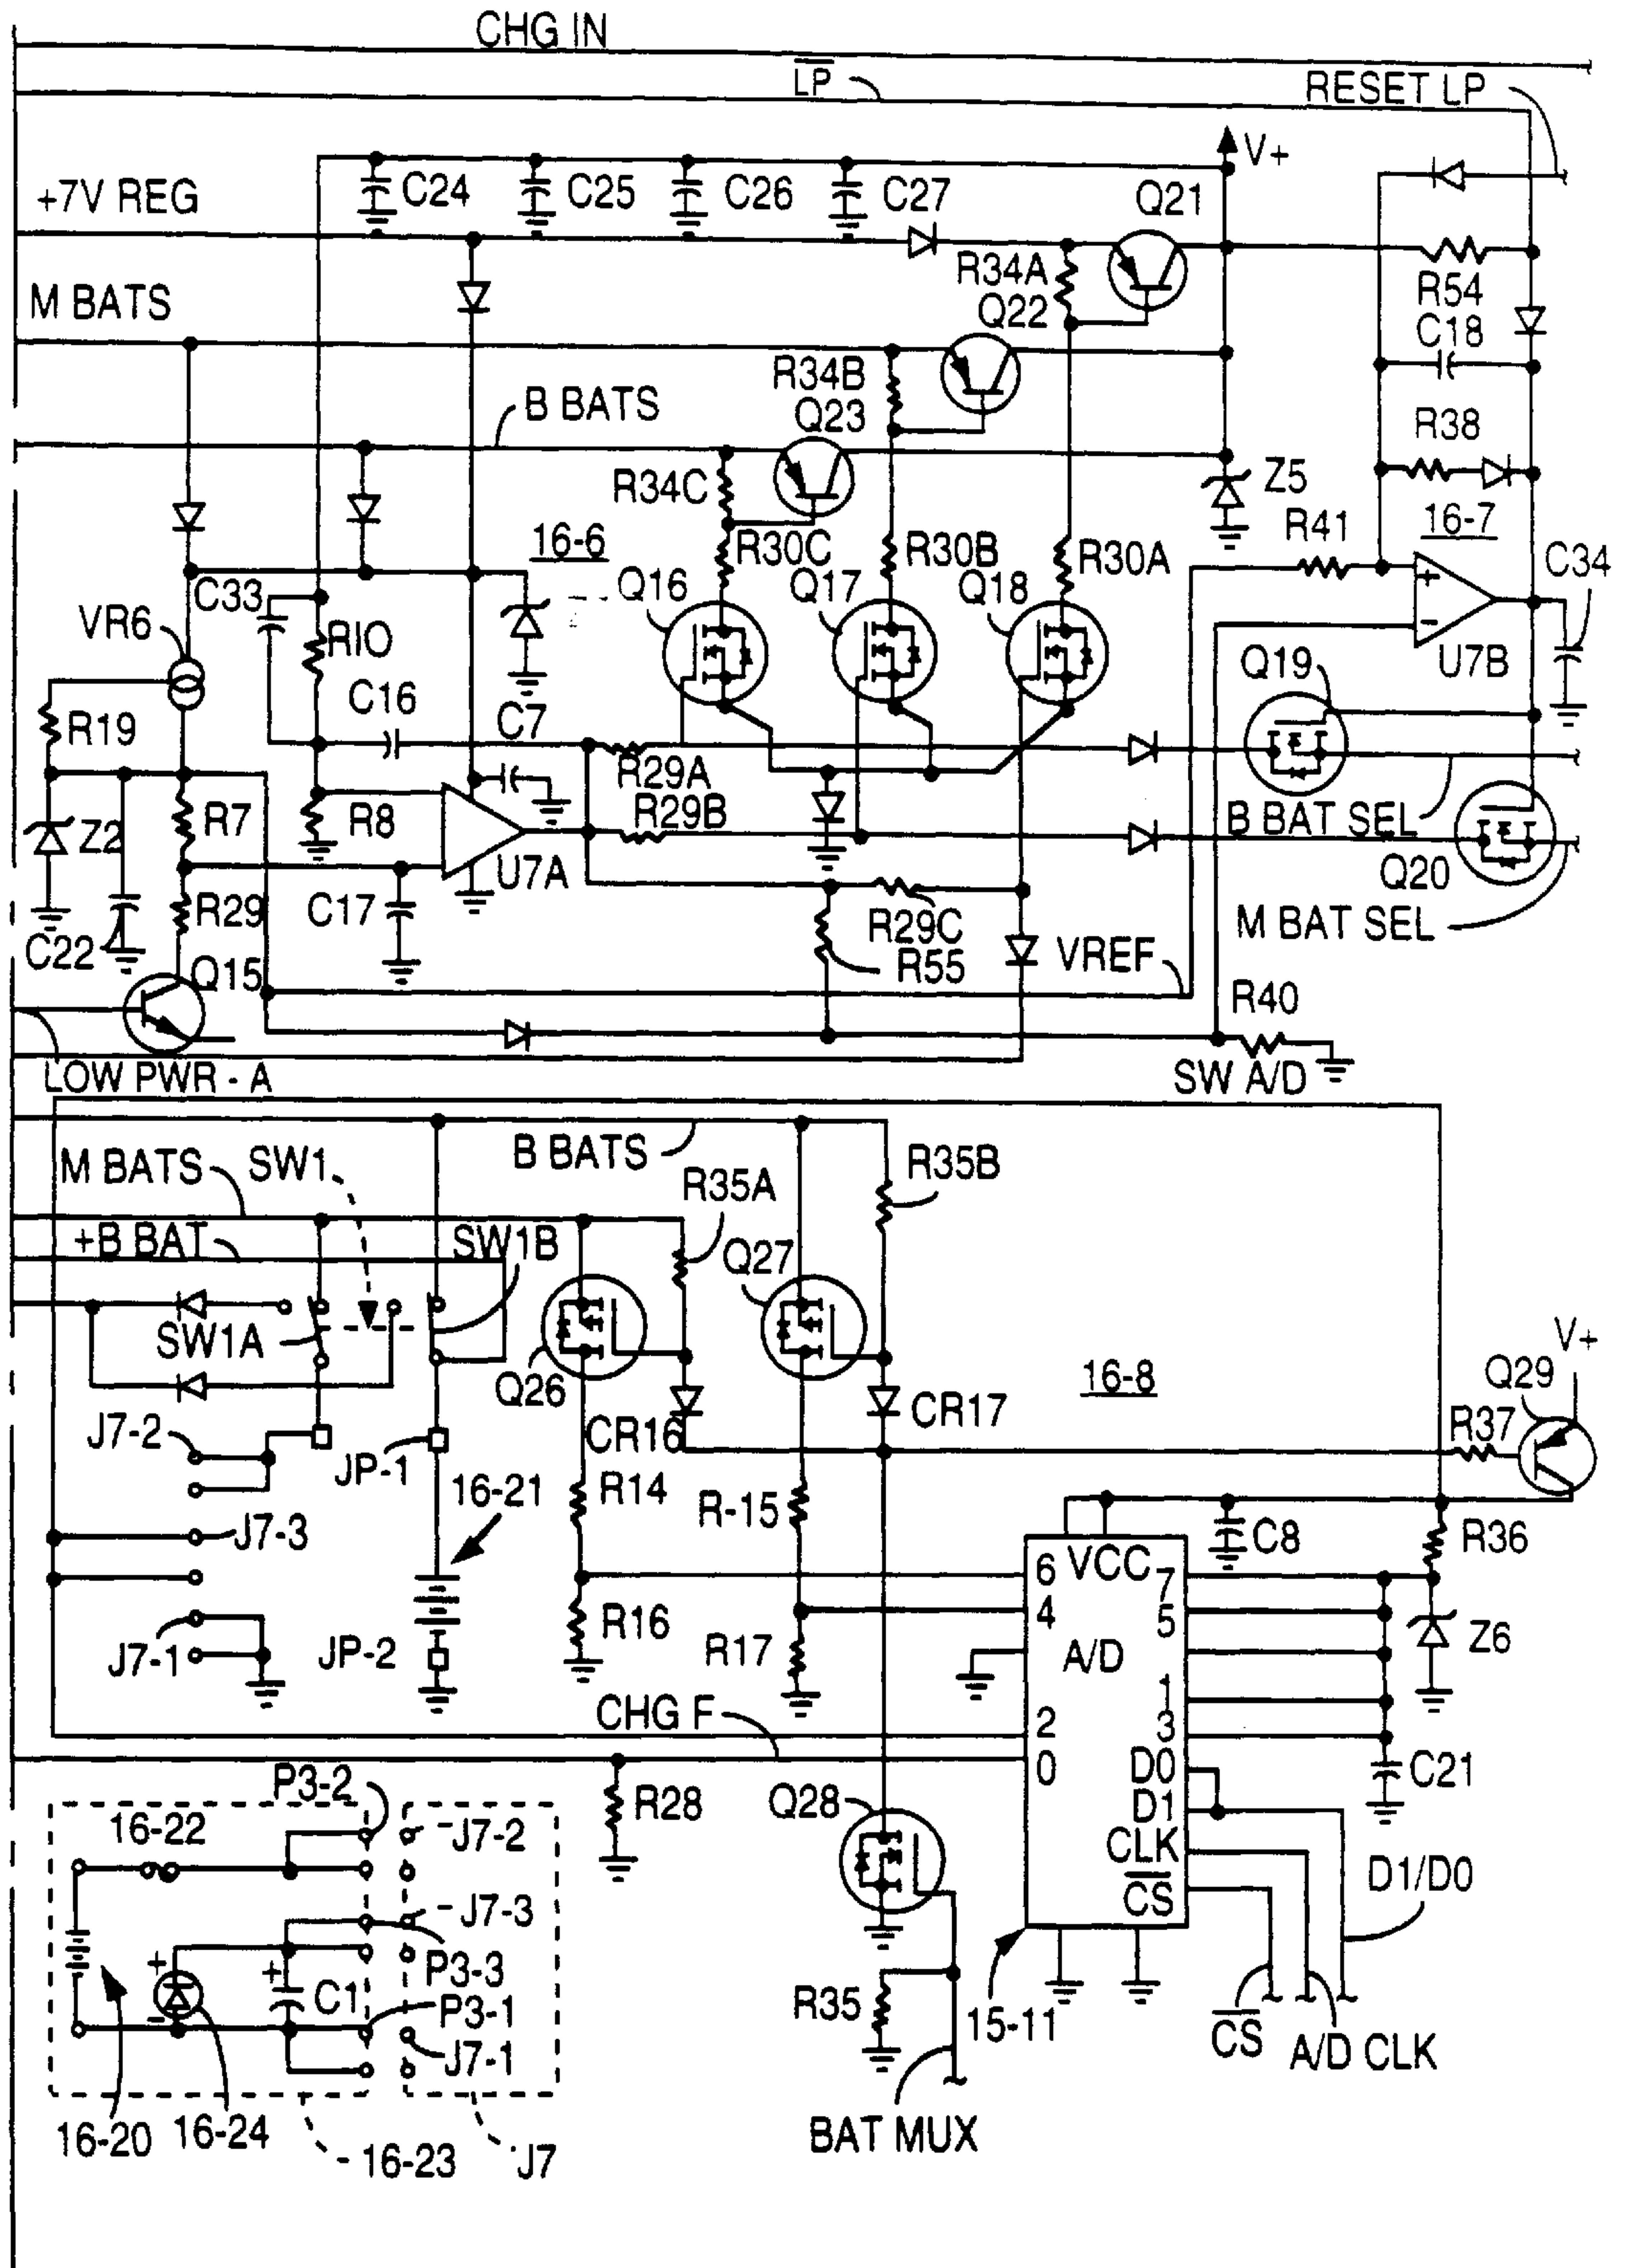 CHG IN
LP
RESET LP
V+
+7V REG
C24
C25
C26
C27
Q21
R34A
Q22
R54
C18
M BATS
R34B
Q23
B BATS
R38
R34C
Z5
R41
16-7
16-6
R30C
R30B
R30A
C34
C33
Q16
Q17
Q18
VR6
R10
+
-
U7B
Q19
C16
C7
R19
R29A
R29B
B BAT SEL
Z2
R7
R8
U7A
Q20
R29
C17
R29C
C22
R55
VREF
M BAT SEL
Q15
R40
LOW PWR - A
SW A/D
M BATS
SW1
B BATS
R35A
R35B
+B BAT
SW1B
Q27
SW1A
V+
Q26
16-8
Q29
CR16
CR17
R37
J7-2
JP-1
16-21
R14
R-15
J7-3
C8
R36
6
VCC
7
4
5
R16
J7-1
JP-2
R17
A/D
Z6
1
CHG F
2
3
0
D0
C21
P3-2
R28
Q28
D1
16-22
J7-2
CLK
D1/D0
J7-3
CS
+
+
C1
P3-3
-
P3-1
R35
15-11
J7-1
CS
A/D CLK
16-20
16-24
BAT MUX
16-23
J7